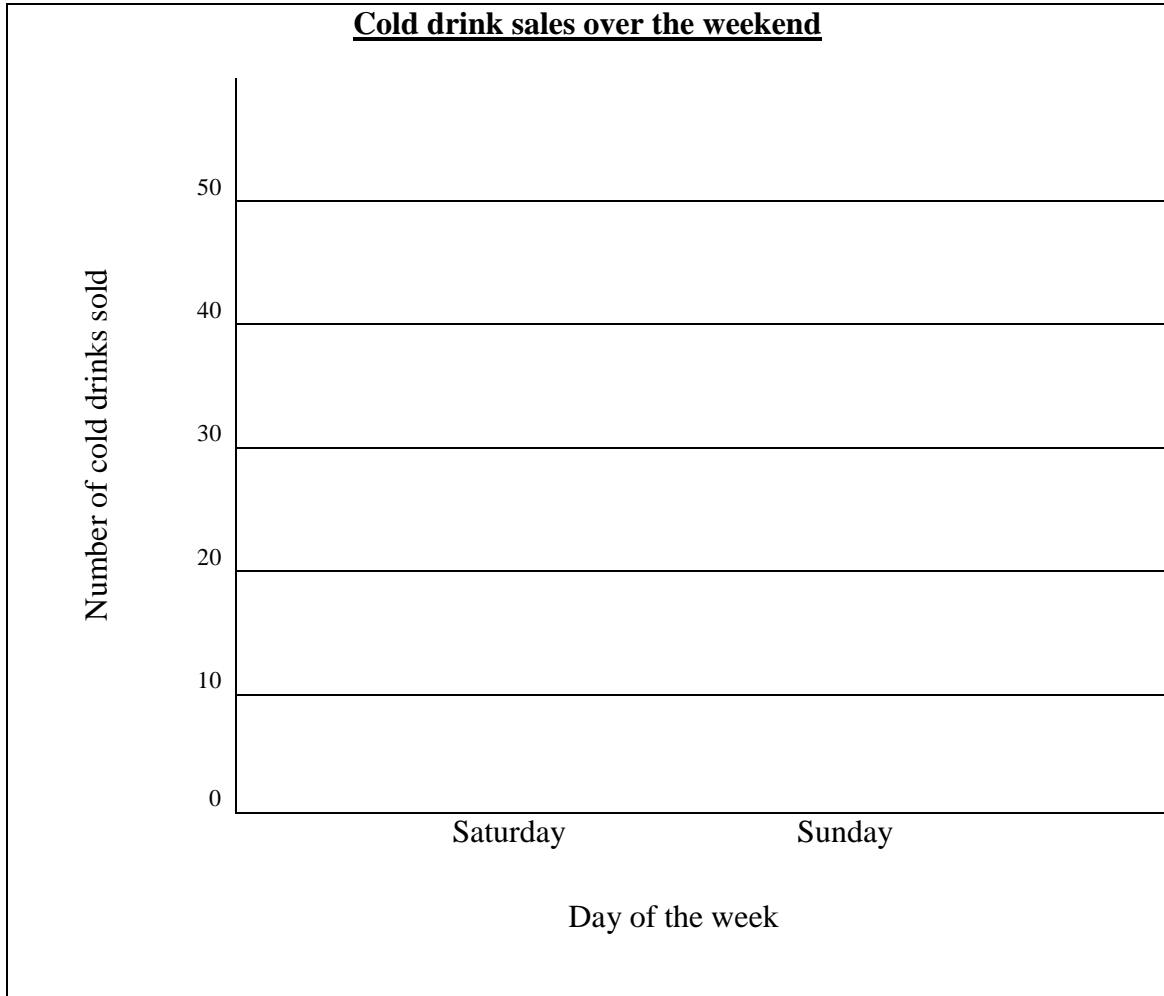 Cold drink sales over the weekend
Number of cold drinks sold
50
40
30
20
10
0
Saturday Sunday
Day of the week